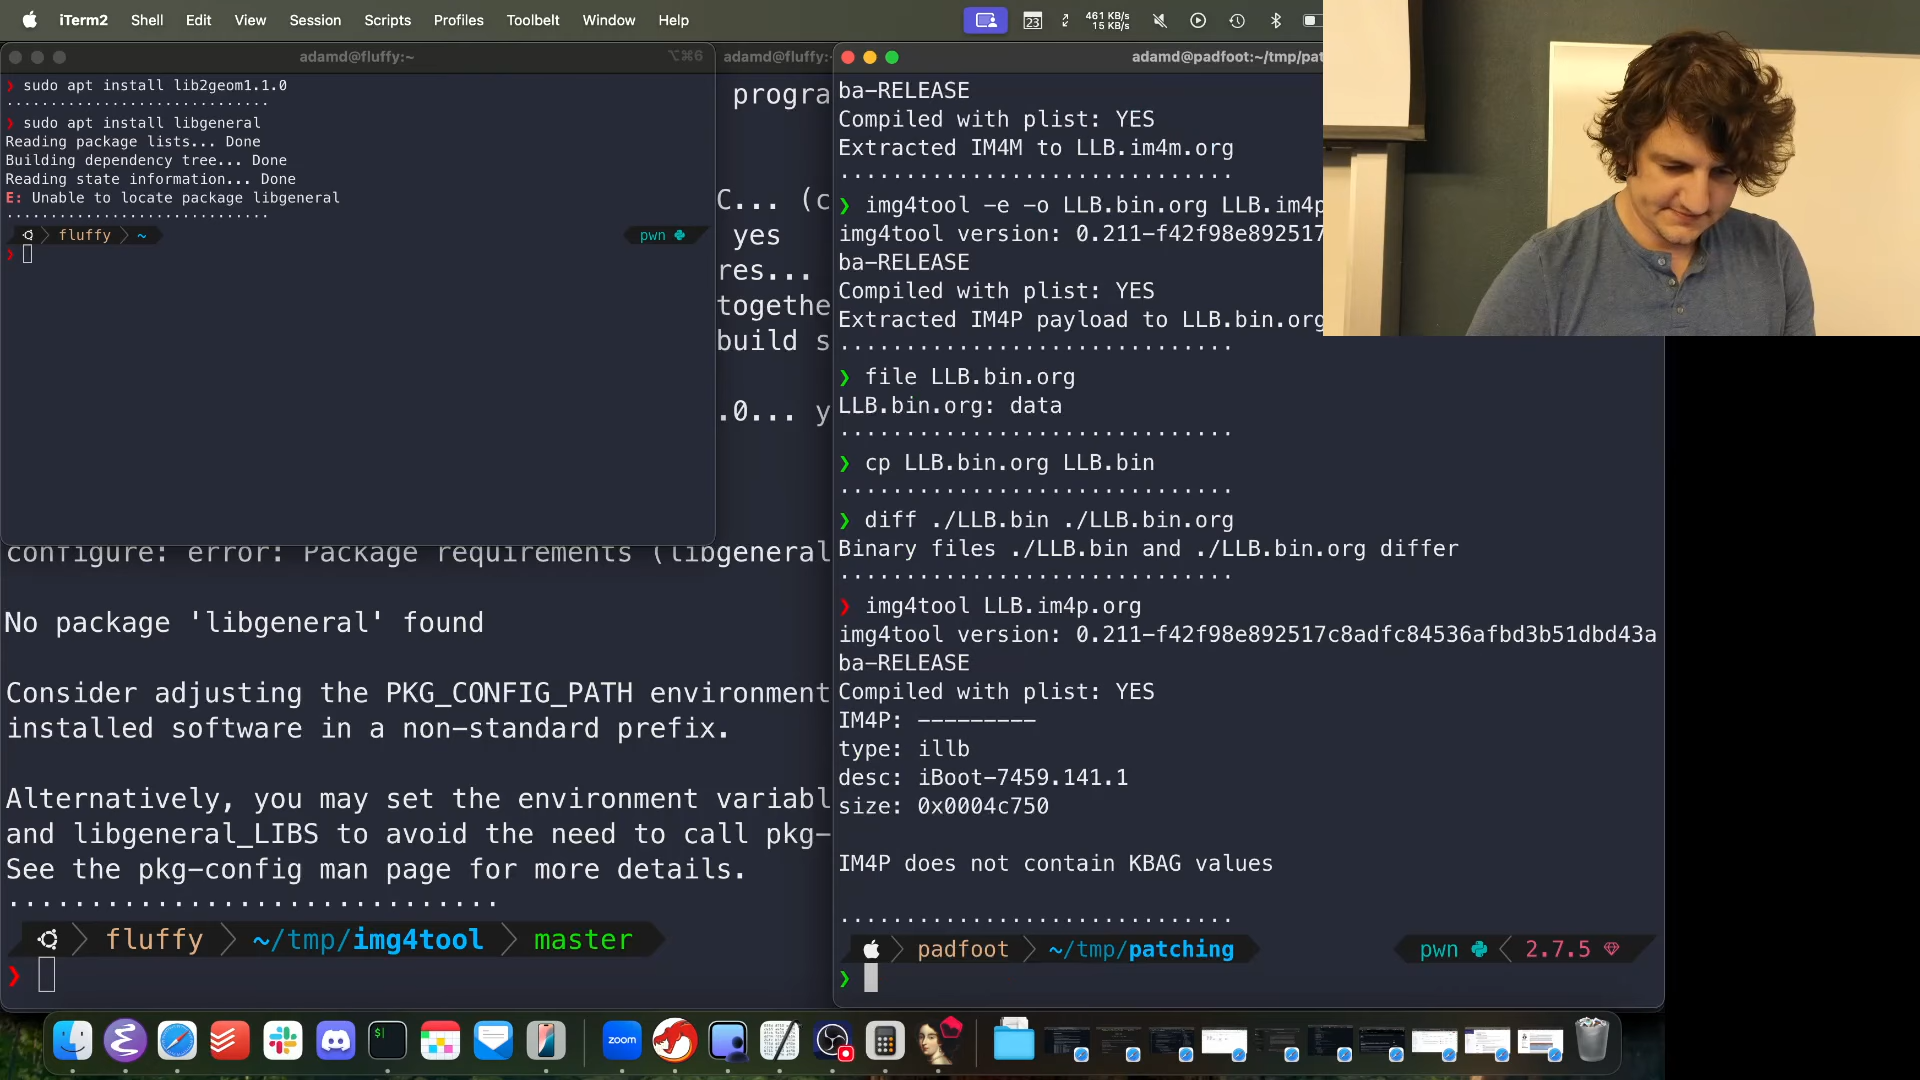 iTerm2 Shell Edit View Session Scripts Profiles Toolbelt Window Help
23
461 KB/s
15 KB/s
adamd@fluffy:~ ⌥⌘6
❯ sudo apt install lib2geom1.1.0
..............................
❯ sudo apt install libgeneral
Reading package lists... Done
Building dependency tree... Done
Reading state information... Done
E: Unable to locate package libgeneral
..............................
fluffy ~ pwn
❯
adamd@fluffy:
progra
C... (c
yes
res...
togethe
build s
.0... y
configure: error: Package requirements (libgeneral
No package 'libgeneral' found
Consider adjusting the PKG_CONFIG_PATH environment
installed software in a non-standard prefix.
Alternatively, you may set the environment variabl
and libgeneral_LIBS to avoid the need to call pkg-
See the pkg-config man page for more details.
..............................
fluffy ~/tmp/img4tool master
❯
adamd@padfoot:~/tmp/pat
ba-RELEASE
Compiled with plist: YES
Extracted IM4M to LLB.im4m.org
..............................
❯ img4tool -e -o LLB.bin.org LLB.im4p
img4tool version: 0.211-f42f98e892517
ba-RELEASE
Compiled with plist: YES
Extracted IM4P payload to LLB.bin.org
..............................
❯ file LLB.bin.org
LLB.bin.org: data
..............................
❯ cp LLB.bin.org LLB.bin
..............................
❯ diff ./LLB.bin ./LLB.bin.org
Binary files ./LLB.bin and ./LLB.bin.org differ
..............................
❯ img4tool LLB.im4p.org
img4tool version: 0.211-f42f98e892517c8adfc84536afbd3b51dbd43a
ba-RELEASE
Compiled with plist: YES
IM4P: ---------
type: illb
desc: iBoot-7459.141.1
size: 0x0004c750
IM4P does not contain KBAG values
..............................
padfoot ~/tmp/patching pwn 2.7.5
❯
zoom